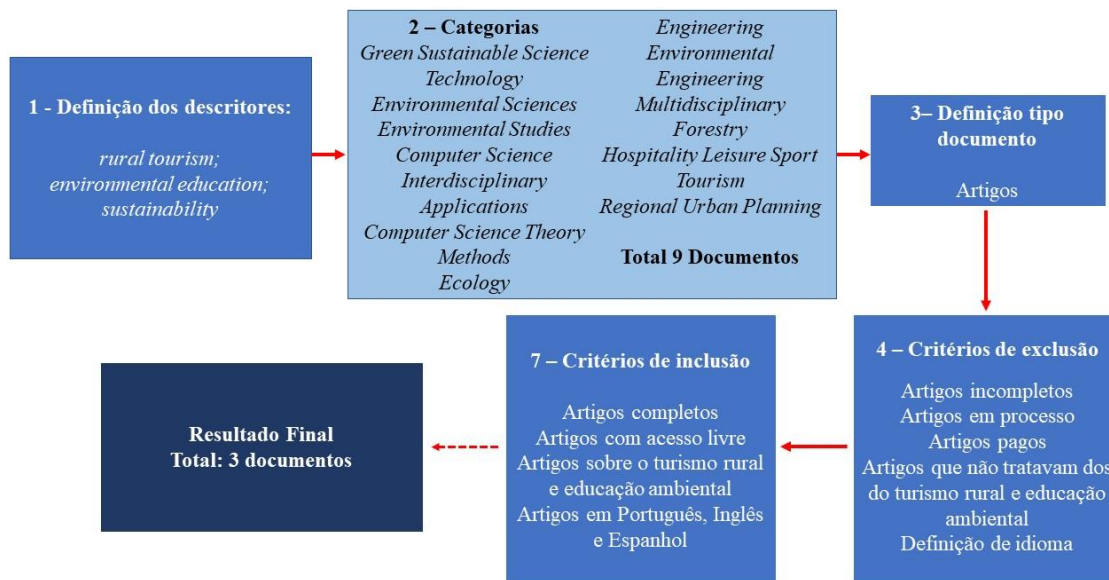 1 - Definição dos descritores:
rural tourism;
environmental education;
sustainability
2 – Categorias
Green Sustainable Science
Technology
Environmental Sciences
Environmental Studies
Computer Science
Interdisciplinary
Applications
Computer Science Theory
Methods
Ecology
Engineering
Environmental
Engineering
Multidisciplinary
Forestry
Hospitality Leisure Sport
Tourism
Regional Urban Planning
Total 9 Documentos
3– Definição tipo
documento
Artigos
4 – Critérios de exclusão
Artigos incompletos
Artigos em processo
Artigos pagos
Artigos que não tratavam dos
do turismo rural e educação
ambiental
Definição de idioma
7 – Critérios de inclusão
Artigos completos
Artigos com acesso livre
Artigos sobre o turismo rural
e educação ambiental
Artigos em Português, Inglês
e Espanhol
Resultado Final
Total: 3 documentos